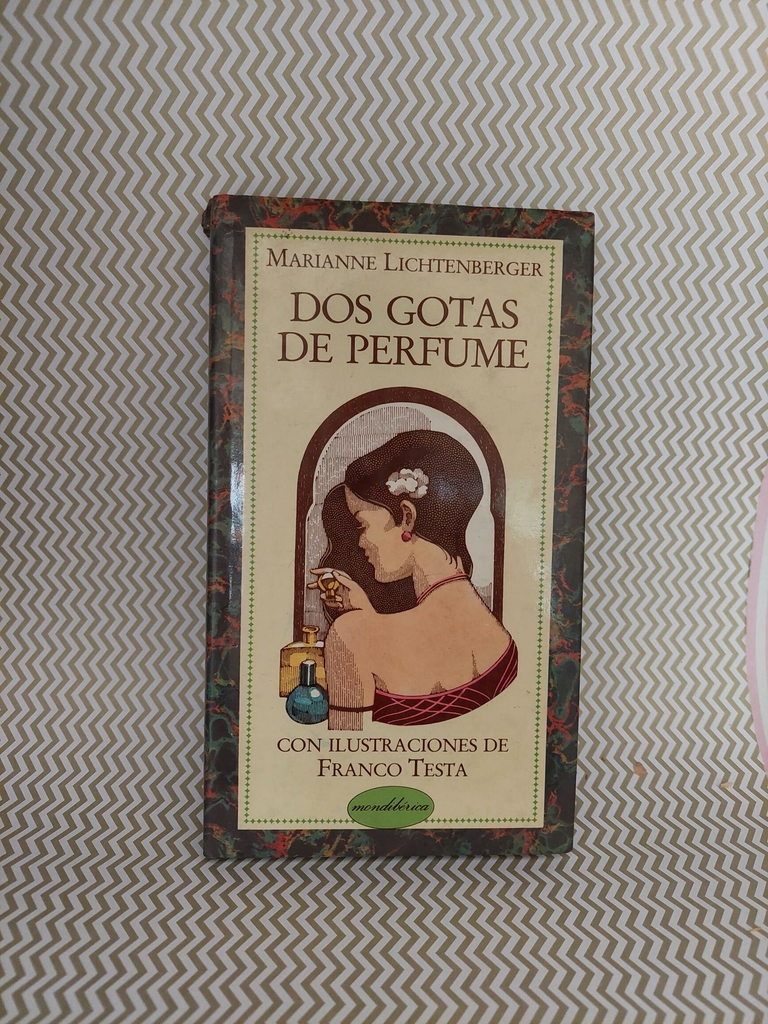 MARIANNE LICHTENBERGER
DOS GOTAS
DE PERFUME
CON ILUSTRACIONES DE
FRANCO TESTA
mondibérica